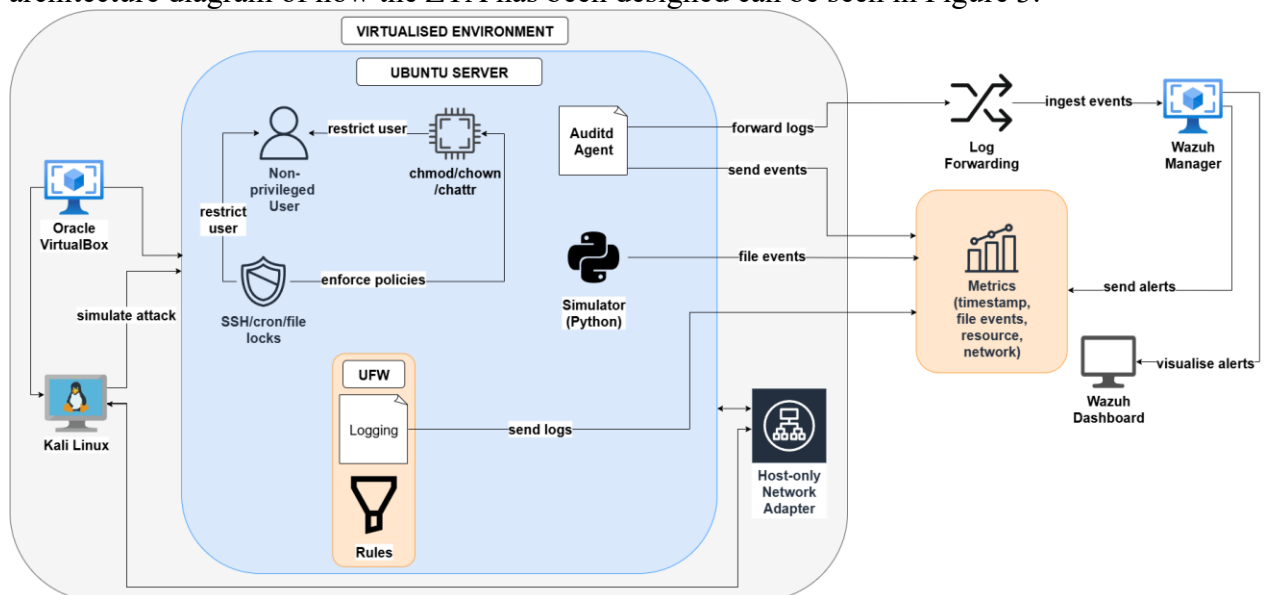 architecture diagram of how the ZTA has been designed can be seen in Figure 3.
VIRTUALISED ENVIRONMENT
UBUNTU SERVER
Non-
privileged
User
restrict user
chmod/chown
/chattr
restrict
user
enforce policies
SSH/cron/file
locks
Oracle
VirtualBox
simulate attack
Kali Linux
Auditd
Agent
forward logs
send events
Simulator
(Python)
file events
UFW
Logging
send logs
Rules
Host-only
Network
Adapter
Log
Forwarding
ingest events
Wazuh
Manager
Metrics
(timestamp,
file events,
resource,
network)
send alerts
visualise alerts
Wazuh
Dashboard